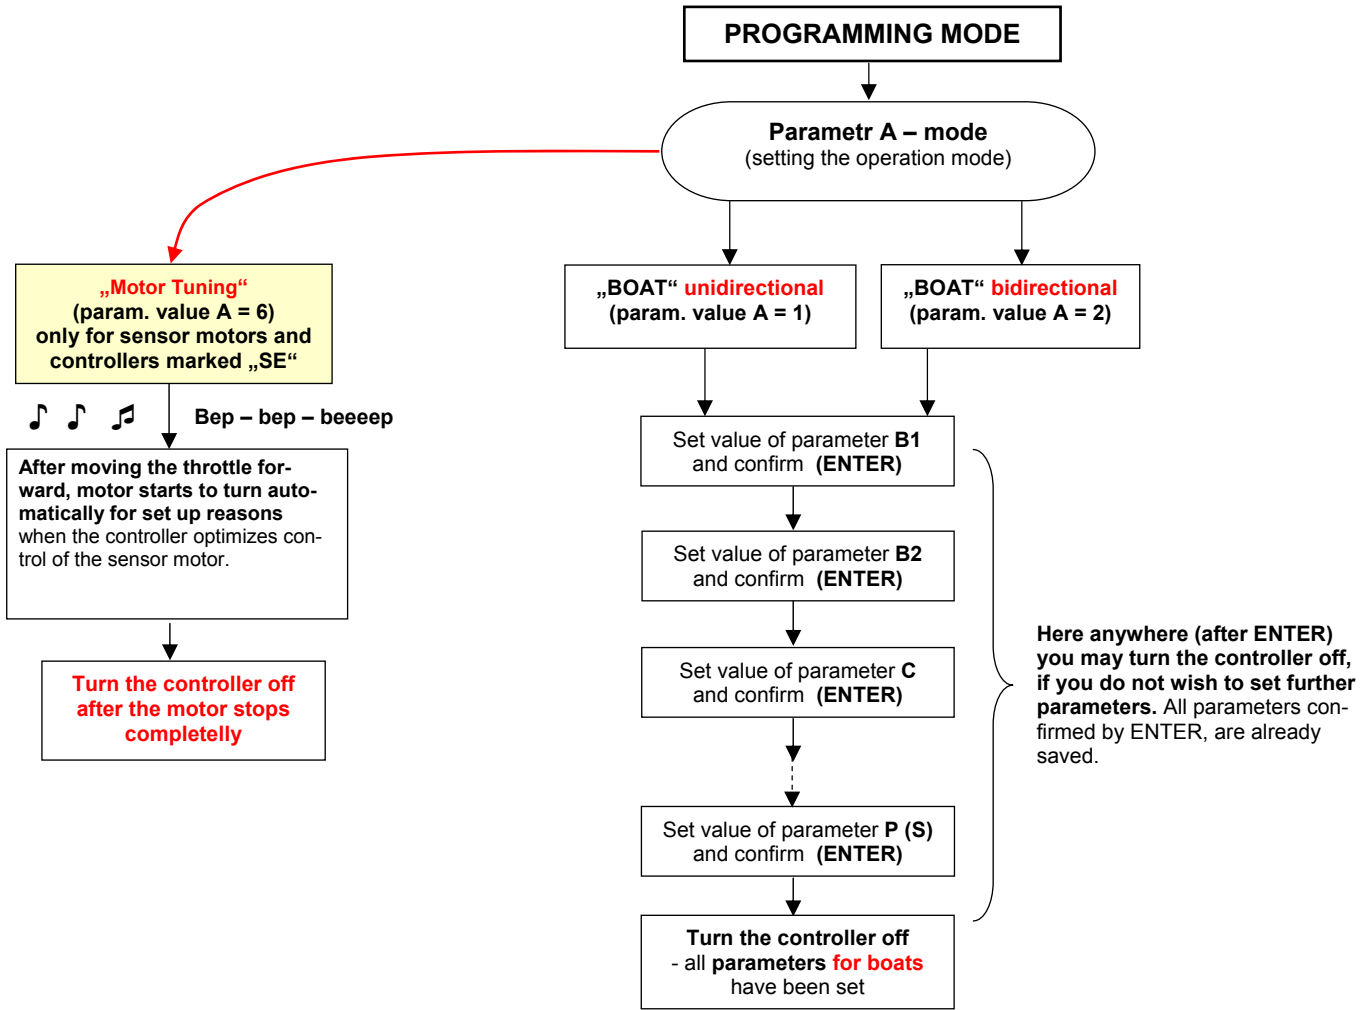 PROGRAMMING MODE
Parametr A – mode
(setting the operation mode)
„Motor Tuning“
(param. value A = 6)
only for sensor motors and
controllers marked „SE“
„BOAT“ unidirectional
(param. value A = 1)
„BOAT“ bidirectional
(param. value A = 2)
Bep – bep – beeeep
After moving the throttle for-
ward, motor starts to turn auto-
matically for set up reasons
when the controller optimizes con-
trol of the sensor motor.
Turn the controller off
after the motor stops
completelly
Set value of parameter B1
and confirm (ENTER)
Set value of parameter B2
and confirm (ENTER)
Set value of parameter C
and confirm (ENTER)
Set value of parameter P (S)
and confirm (ENTER)
Turn the controller off
- all parameters for boats
have been set
Here anywhere (after ENTER)
you may turn the controller off,
if you do not wish to set further
parameters. All parameters con-
firmed by ENTER, are already
saved.